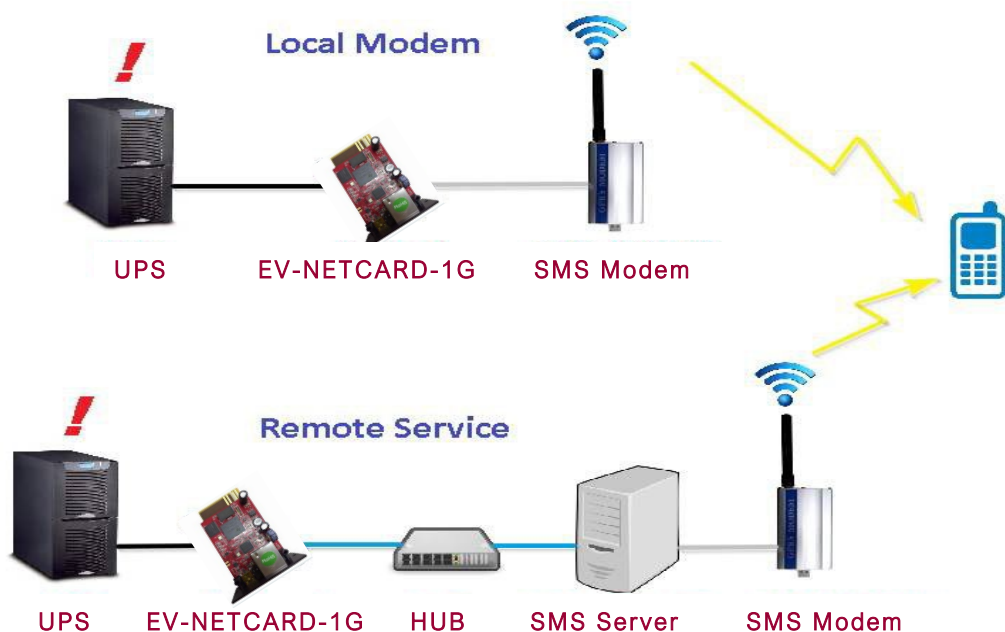 Local Modem
UPS
EV-NETCARD-1G
SMS Modem
Remote Service
UPS
EV-NETCARD-1G
HUB
SMS Server
SMS Modem